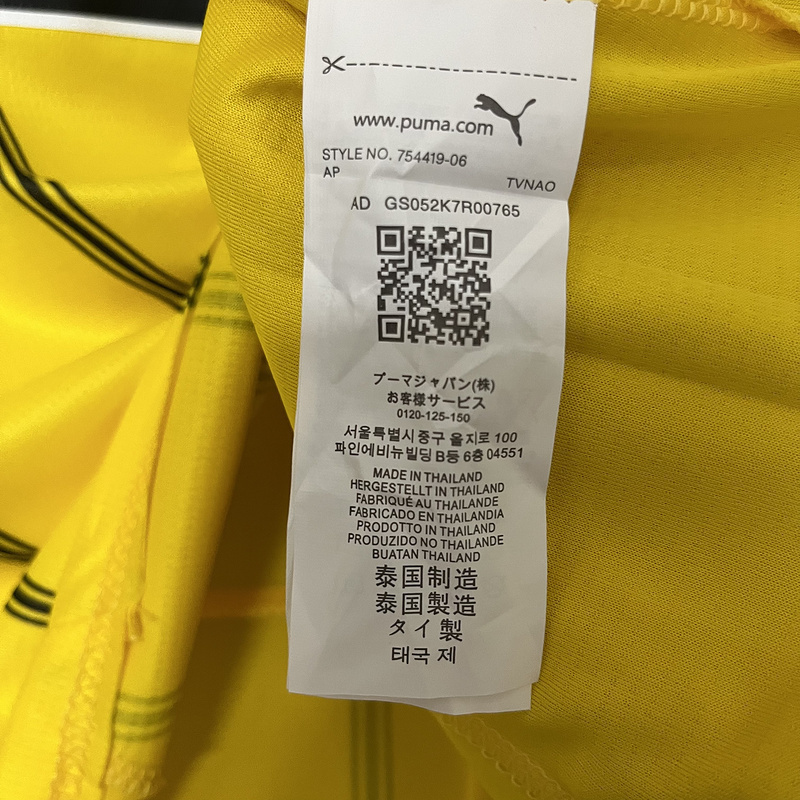 www.puma.com
STYLE NO. 754419-06
AP
TVNAO
AD GS052K7R00765
プーマジャパン(株)
お客様サービス
0120-125-150
서울특별시 중구 을지로 100
파인에비뉴빌딩 B동 6층 04551
MADE IN THAILAND
HERGESTELLT IN THAILAND
FABRIQUÉ AU THAILANDE
FABRICADO EN THAILANDIA
PRODOTTO IN THAILAND
PRODUZIDO NO THAILANDE
BUATAN THAILAND
泰国制造
泰国製造
タイ製
태국 제